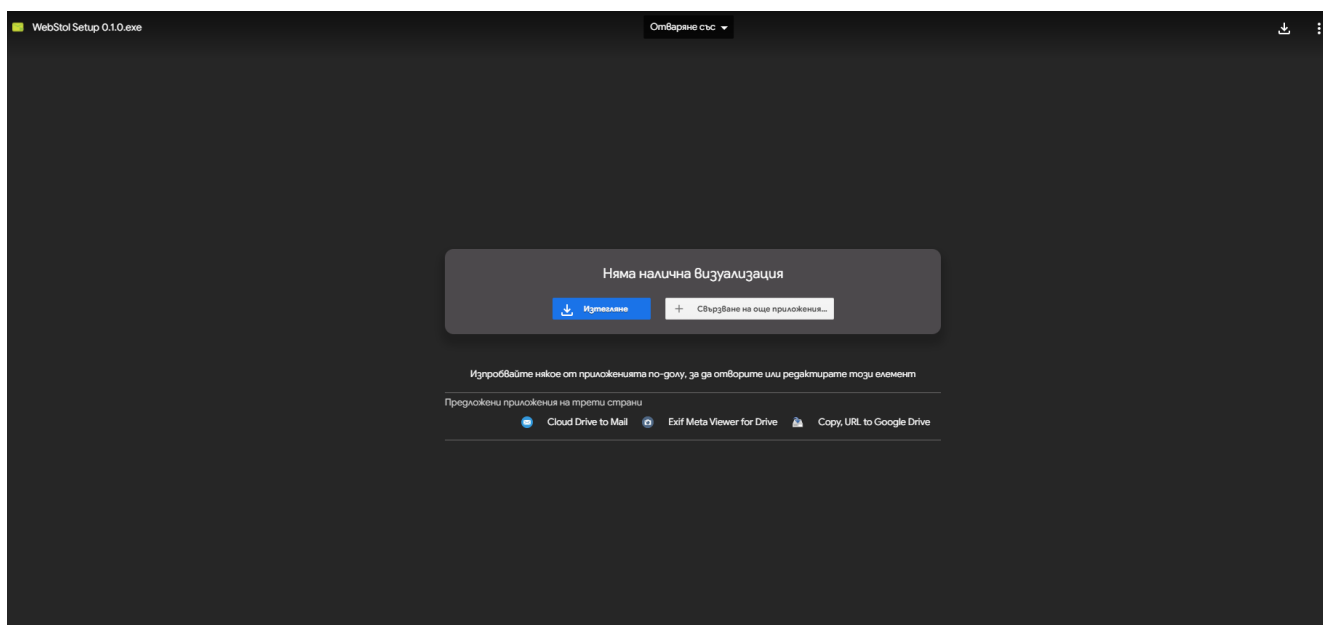 WebStol Setup 0.1.0.exe
Отваряне със
Няма налична визуализация
Изтегляне
Свързване на още приложения...
Изпробвайте някое от приложенията по-долу, за да отворите или редактирате този елемент
Предложени приложения на трети страни
Cloud Drive to Mail Exif Meta Viewer for Drive Copy, URL to Google Drive